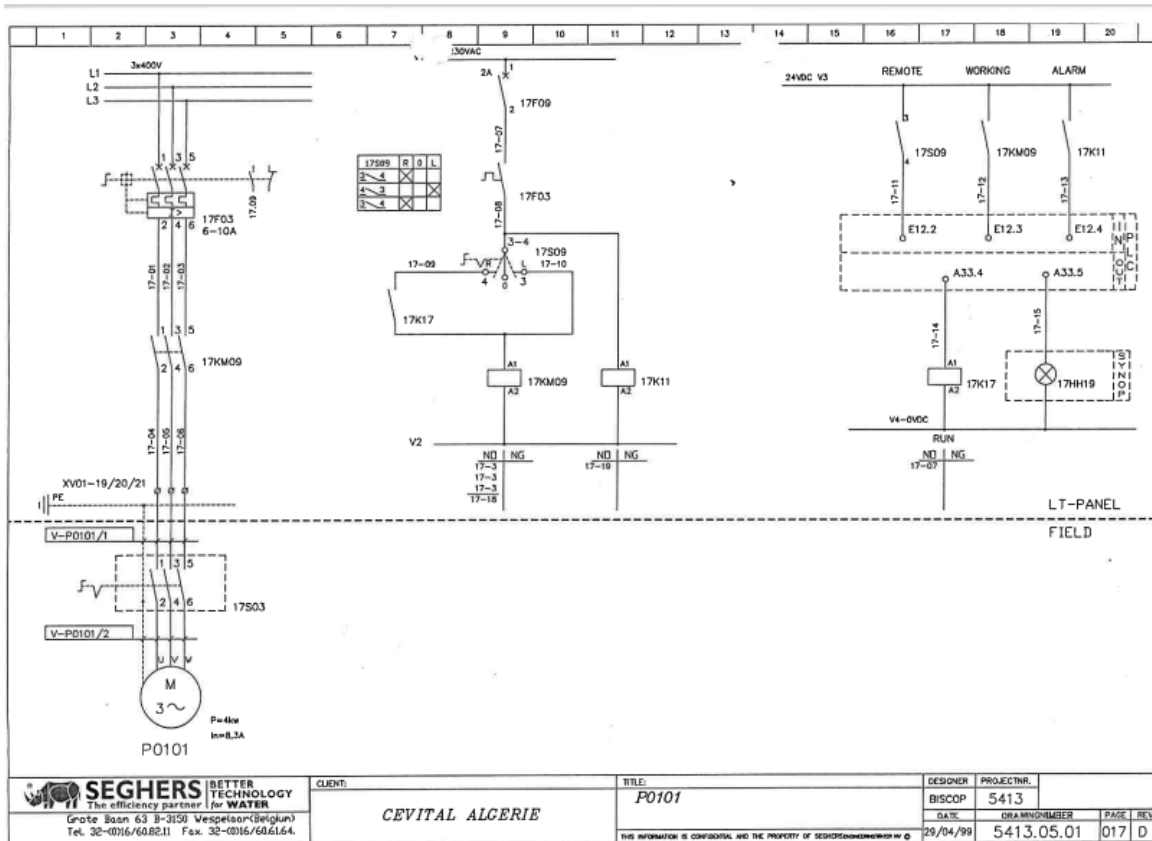 1 2 3 4 5 6 7 8 9 10 11 12 13 14 15 16 17 18 19 20
3x400V
L1
L2
L3
1 3 5
17.09
17F03
6-10A
2 4 6
17-01
17-02
17-03
1 3 5
17KM09
2 4 6
17-04
17-05
17-06
XV01-19/20/21
PE
V-P0101/1
1 3 5
2 4 6
17S03
V-P0101/2
U V W
M
3~
P=4kw
In=8,3A
P0101
230VAC
2A
1
17F09
2
17-07
17S09 R 0 L
3 4
4 3
3 4
17F03
17-08
3-4
17S09
17-09
R
L
17-10
4
0
3
17K17
A1
17KM09
A2
A1
17K11
A2
V2
NO NG
17-3
17-3
17-3
17-18
NO NG
17-19
24VDC V3
REMOTE
WORKING
ALARM
3
17S09
4
17KM09
17K11
17-11
17-12
17-13
E12.2
E12.3
E12.4
IN
OUT
PLC
A33.4
A33.5
17-14
17-15
A1
17K17
A2
17HH19
SYNOP
V4-0VDC
RUN
NO NG
17-07
LT-PANEL
FIELD
SEGHERS
The efficiency partner
BETTER
TECHNOLOGY
for WATER
Grote Baan 63 B-3150 Wespelaar(Belgiun)
Tel. 32-(0)16/60.82.11 Fax. 32-(0)16/60.61.64.
CLIENT:
CEVITAL ALGERIE
TITLE:
P0101
THIS INFORMATION IS CONFIDENTIAL AND THE PROPERTY OF SEGHERS
DESIGNER
BISCOP
PROJECTNR.
5413
DATE
29/04/99
DRAWINGNUMBER
5413.05.01
PAGE
017
REV
D